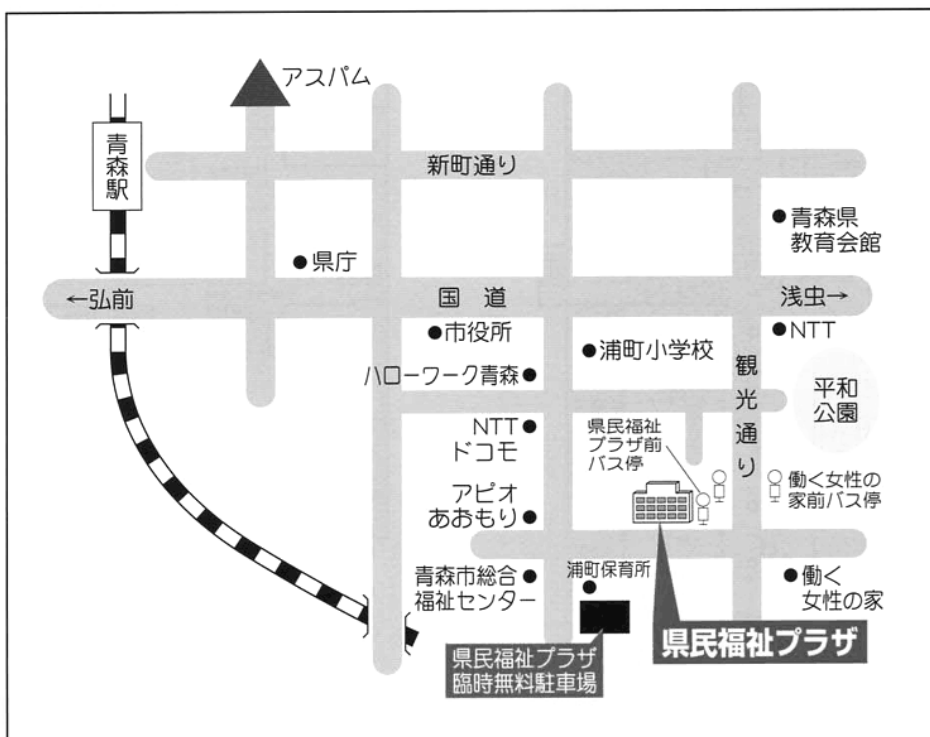 アスパム
青森駅
新町通り
青森県
教育会館
県庁
←弘前
国道
浅虫→
市役所
浦町小学校
NTT
ハローワーク青森
観光通り
平和
公園
NTT
ドコモ
県民福祉
プラザ前
バス停
働く女性の
家前バス停
アピオ
あおもり
青森市総合
福祉センター
浦町保育所
働く
女性の家
県民福祉プラザ
県民福祉プラザ
臨時無料駐車場